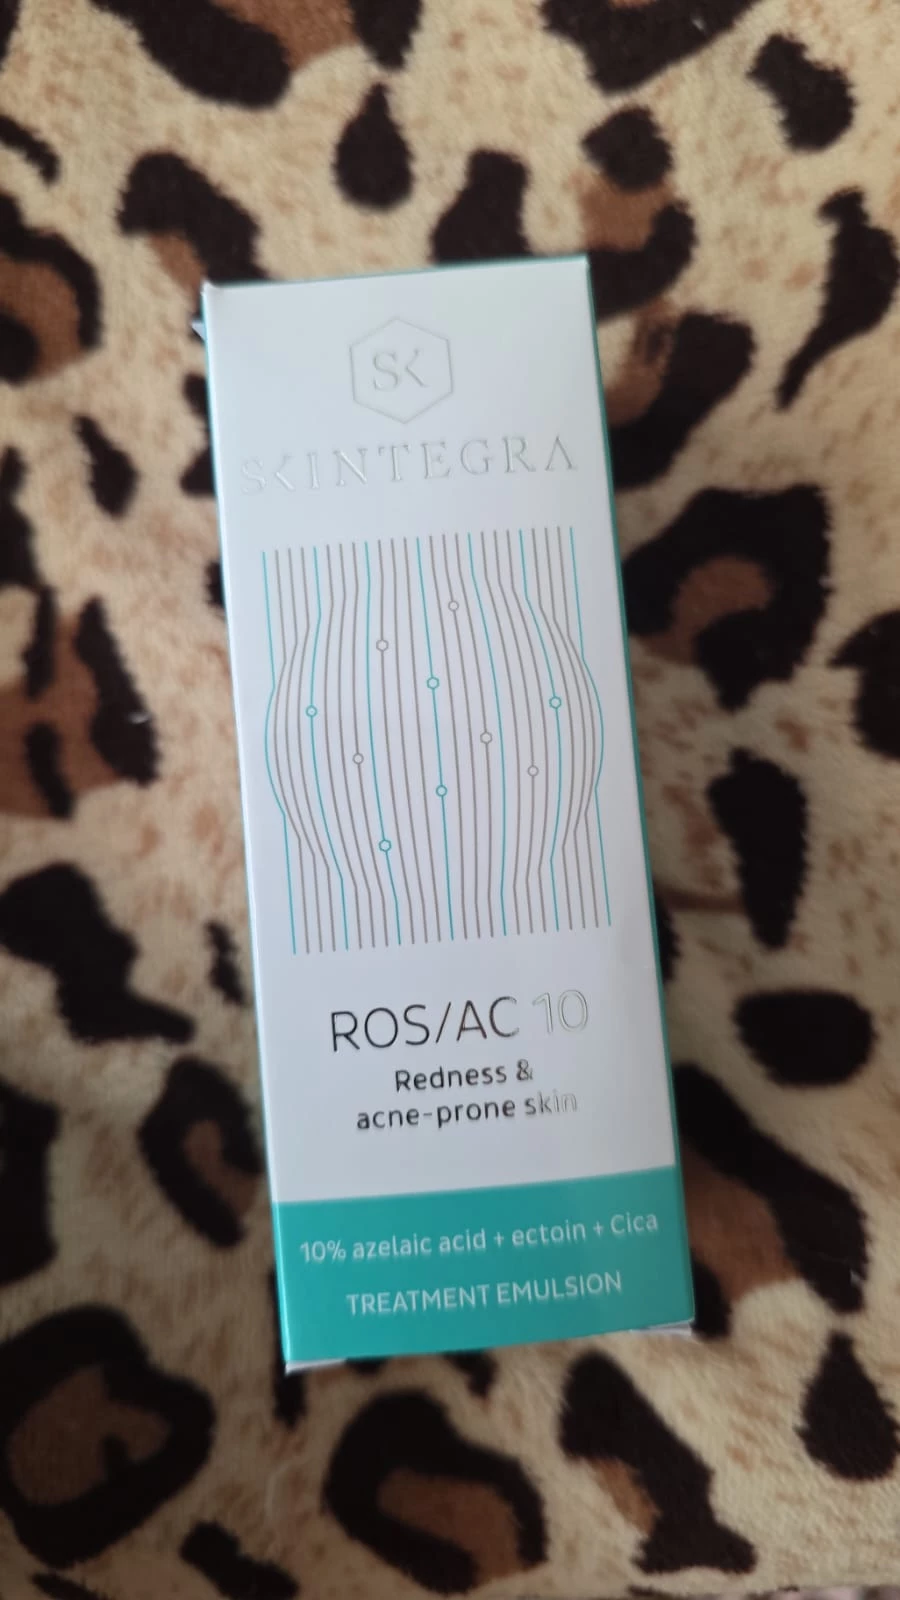 SK
SKINTEGRA
ROS/AC 10
Redness &
acne-prone skin
10% azelaic acid + ectoin + Cica
TREATMENT EMULSION